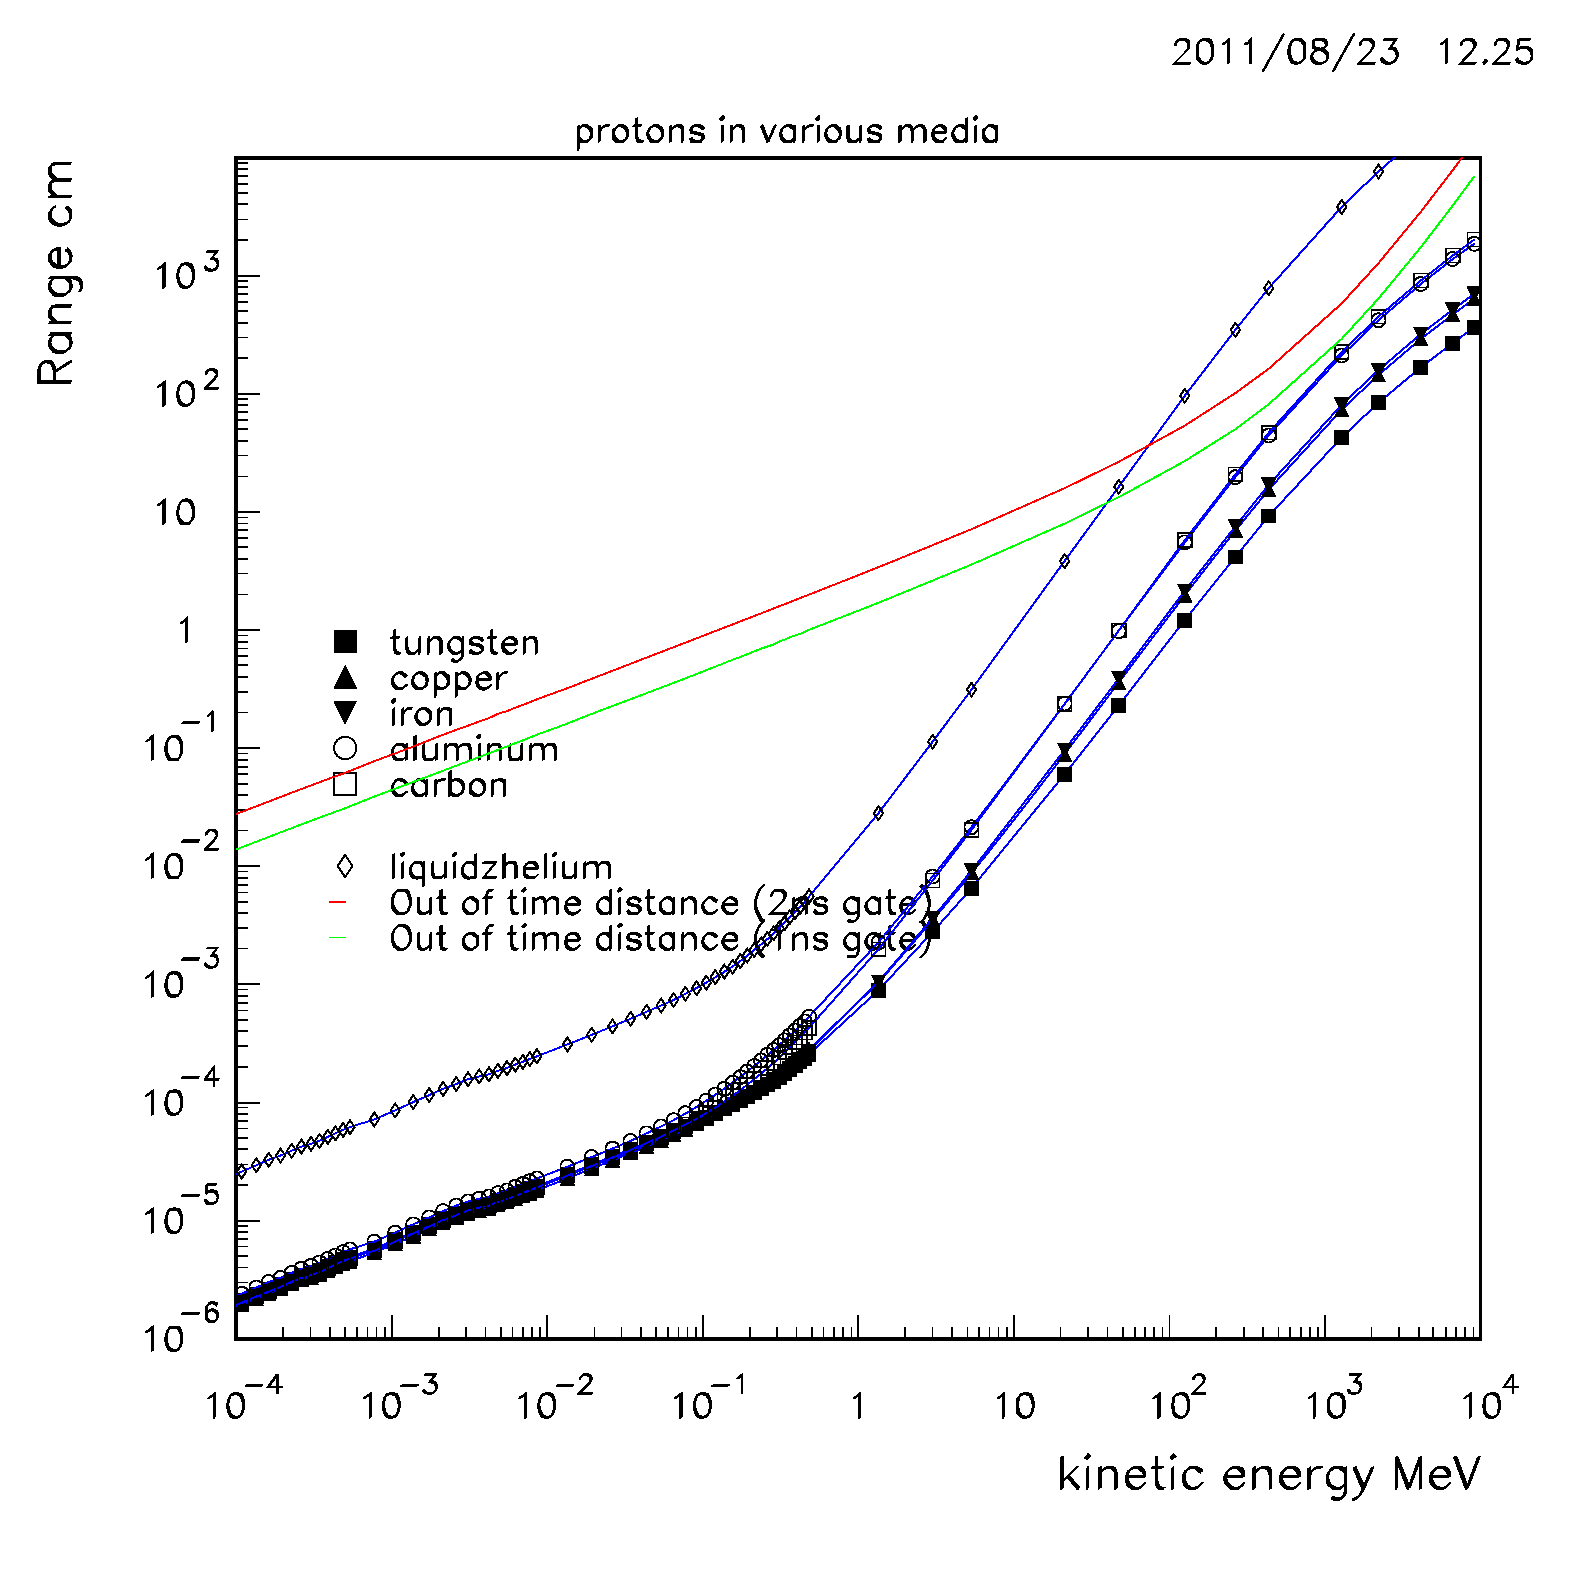 2011/08/23 12.25
protons in various media
Range cm
10^3
10^2
10
1
10^-1
10^-2
10^-3
10^-4
10^-5
10^-6
tungsten
copper
iron
aluminum
carbon
liquidzhelium
Out of time distance (2ns gate)
Out of time distance (1ns gate)
10^-4 10^-3 10^-2 10^-1 1 10 10^2 10^3 10^4
kinetic energy MeV